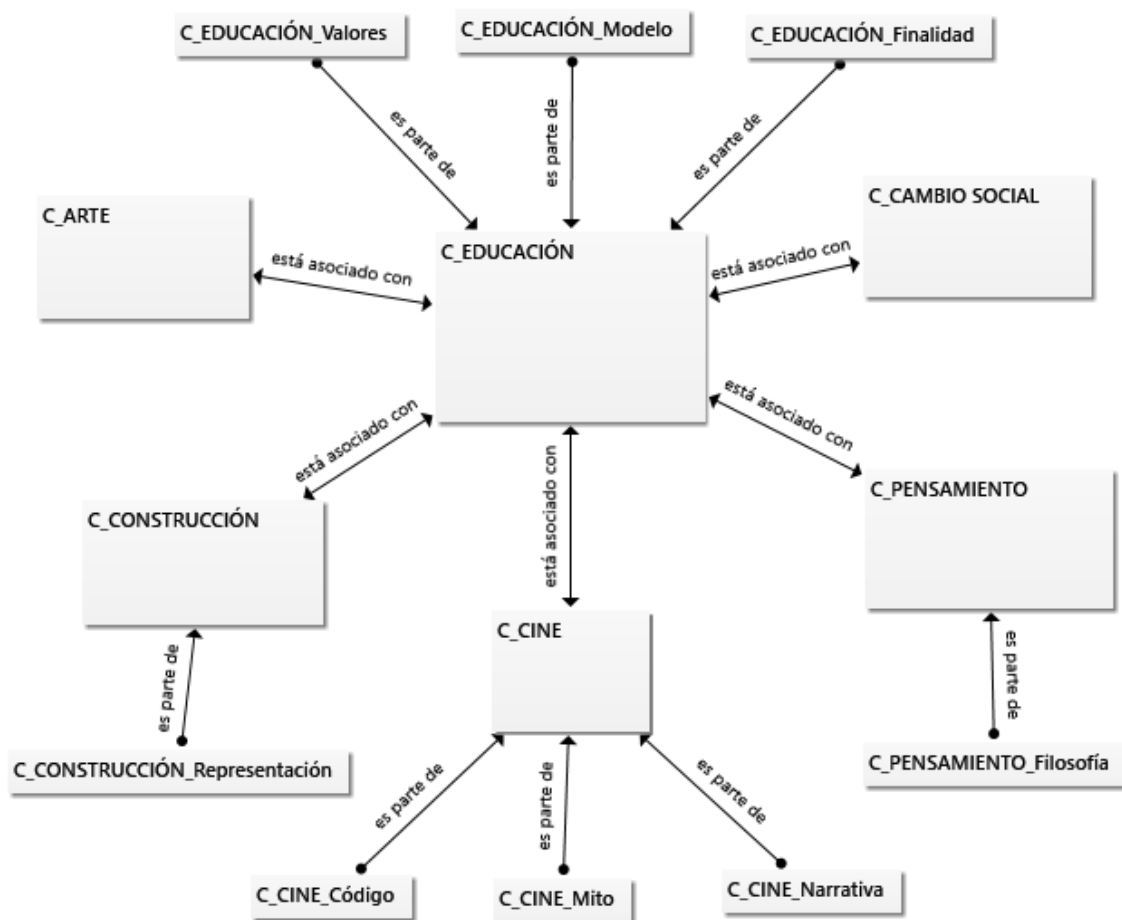 C_EDUCACIÓN_Valores
C_EDUCACIÓN_Modelo
C_EDUCACIÓN_Finalidad
es parte de
es parte de
es parte de
C_ARTE
C_CAMBIO SOCIAL
C_EDUCACIÓN
está asociado con
está asociado con
está asociado con
está asociado con
está asociado con
C_CONSTRUCCIÓN
C_PENSAMIENTO
C_CINE
es parte de
es parte de
C_CONSTRUCCIÓN_Representación
C_PENSAMIENTO_Filosofía
es parte de
es parte de
es parte de
C_CINE_Código
C_CINE_Mito
C_CINE_Narrativa